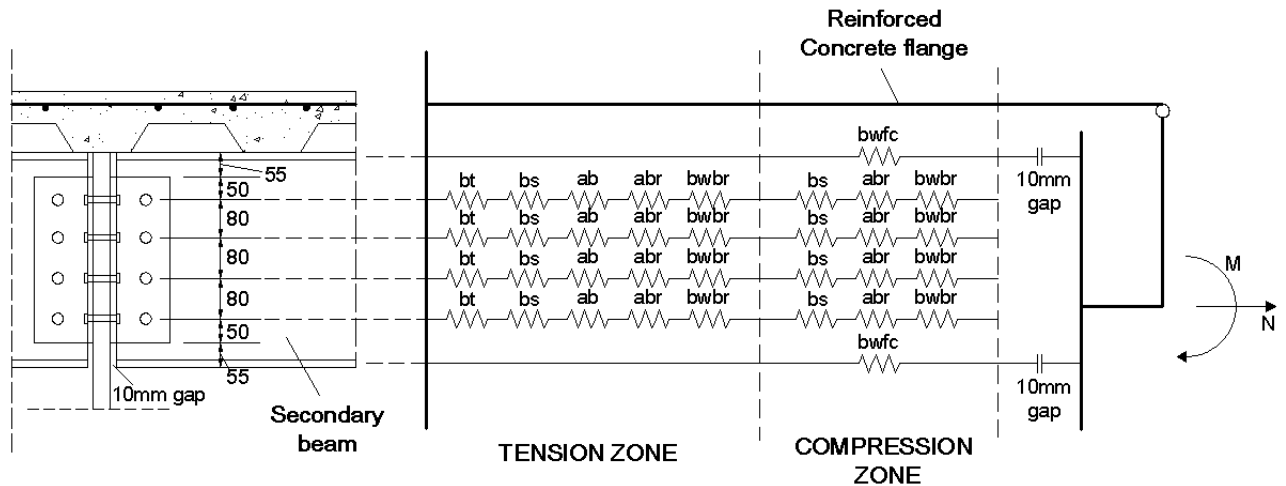 Reinforced
Concrete flange
bwfc
55
10mm
gap
50
bt bs ab abr bwbr bs abr bwbr
80
bt bs ab abr bwbr bs abr bwbr
80
bt bs ab abr bwbr bs abr bwbr
80
bt bs ab abr bwbr bs abr bwbr
M
N
50
bwfc
55
10mm gap
10mm
gap
Secondary
beam
TENSION ZONE
COMPRESSION
ZONE